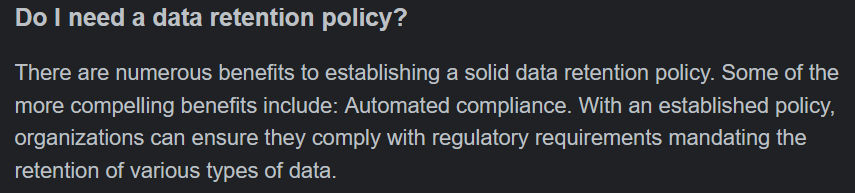 Do I need a data retention policy?
There are numerous benefits to establishing a solid data retention policy. Some of the
more compelling benefits include: Automated compliance. With an established policy,
organizations can ensure they comply with regulatory requirements mandating the
retention of various types of data.